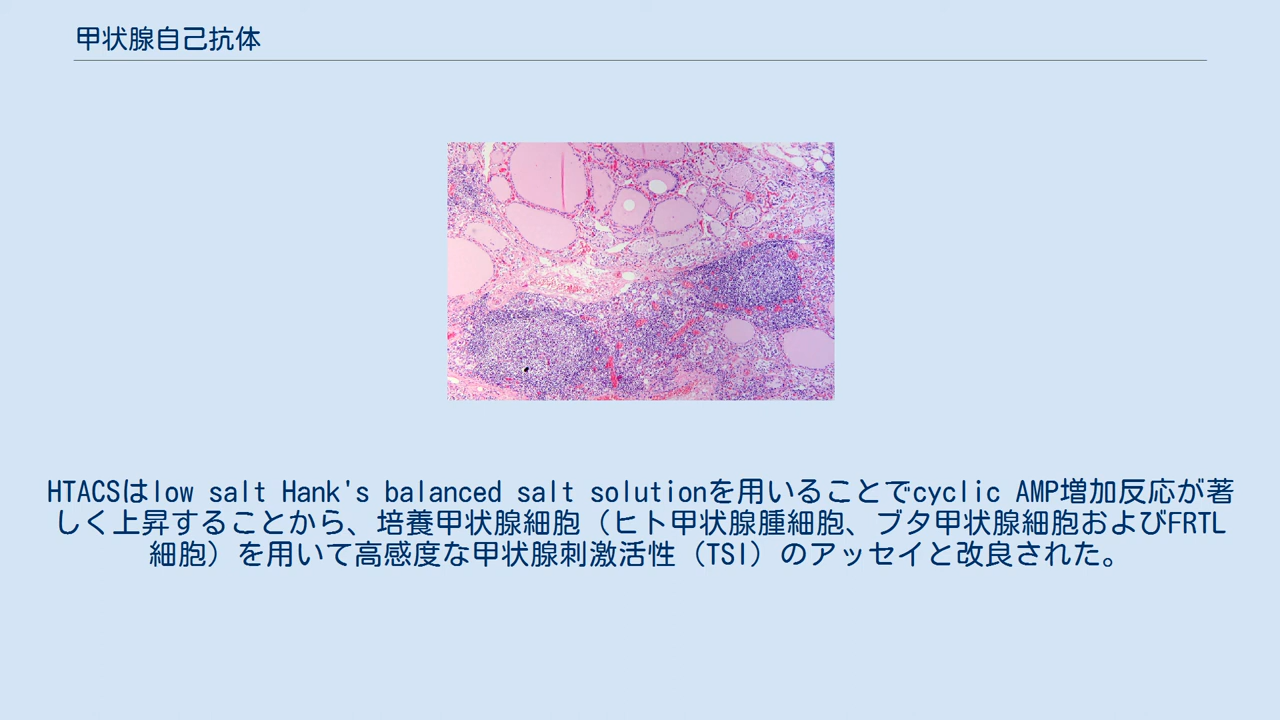 甲状腺自己抗体
HTACSはlow salt Hank's balanced salt solutionを用いることでcyclic AMP増加反応が著
しく上昇することから、培養甲状腺細胞（ヒト甲状腺腫細胞、ブタ甲状腺細胞およびFRTL
細胞）を用いて高感度な甲状腺刺激活性（TSI）のアッセイと改良された。